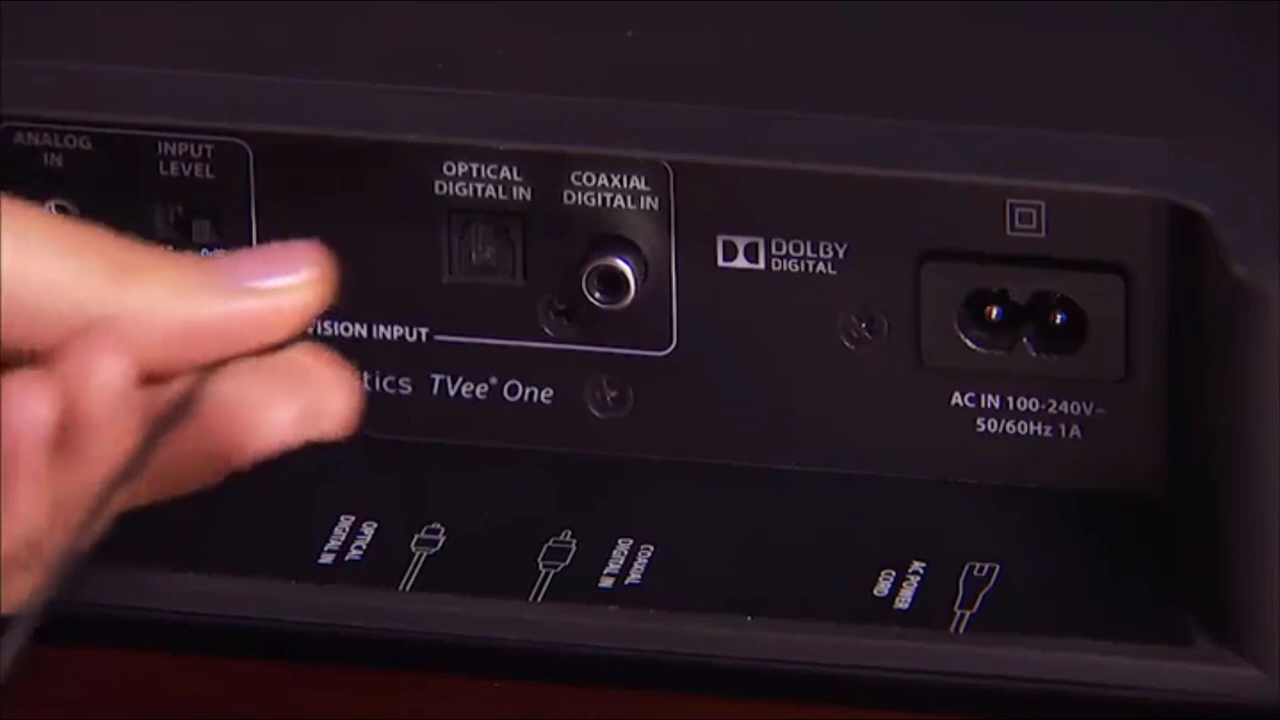 ANALOG
IN
INPUT
LEVEL
OPTICAL
DIGITAL IN
COAXIAL
DIGITAL IN
DOLBY
DIGITAL
VISION INPUT
tics TVee® One
AC IN 100-240V~
50/60Hz 1A
OPTICAL
DIGITAL IN
COAXIAL
DIGITAL IN
AC POWER
CORD